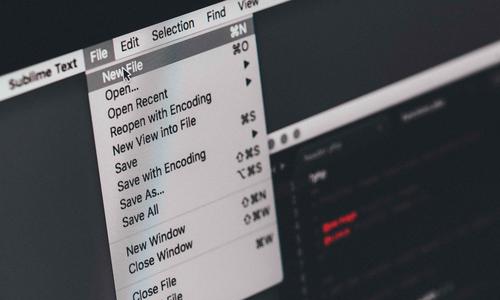 Sublime Text File Edit Selection Find View
New File ⌘N
Open... ⌘O
Open Recent
Reopen with Encoding
New View into File
Save ⌘S
Save with Encoding
Save As... ⇧⌘S
Save All ⌥⌘S
New Window ⇧⌘N
Close Window ⇧⌘W
Close File ⌘W
File